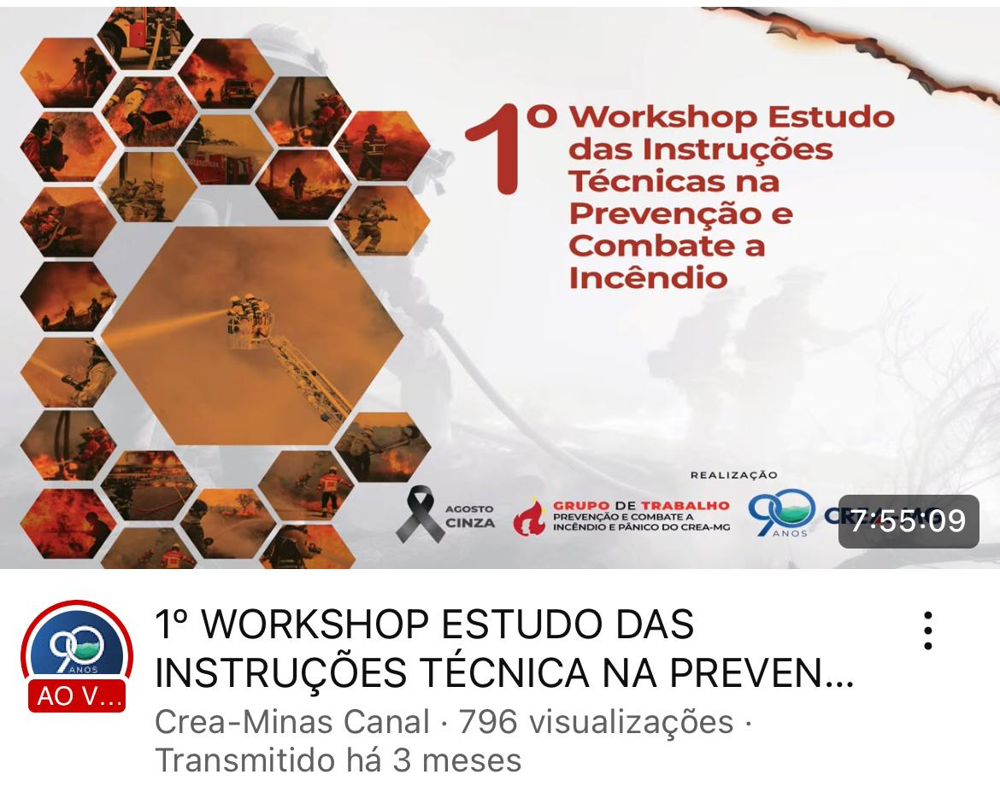 1º Workshop Estudo
das Instruções
Técnicas na
Prevenção e
Combate a
Incêndio
REALIZAÇÃO
AGOSTO
CINZA
GRUPO DE TRABALHO
PREVENÇÃO E COMBATE A
INCÊNDIO E PÂNICO DO CREA-MG
90
ANOS
CREA-MG
7:55:09
90
ANOS
AO V...
1º WORKSHOP ESTUDO DAS
INSTRUÇÕES TÉCNICA NA PREVEN...
Crea-Minas Canal · 796 visualizações ·
Transmitido há 3 meses